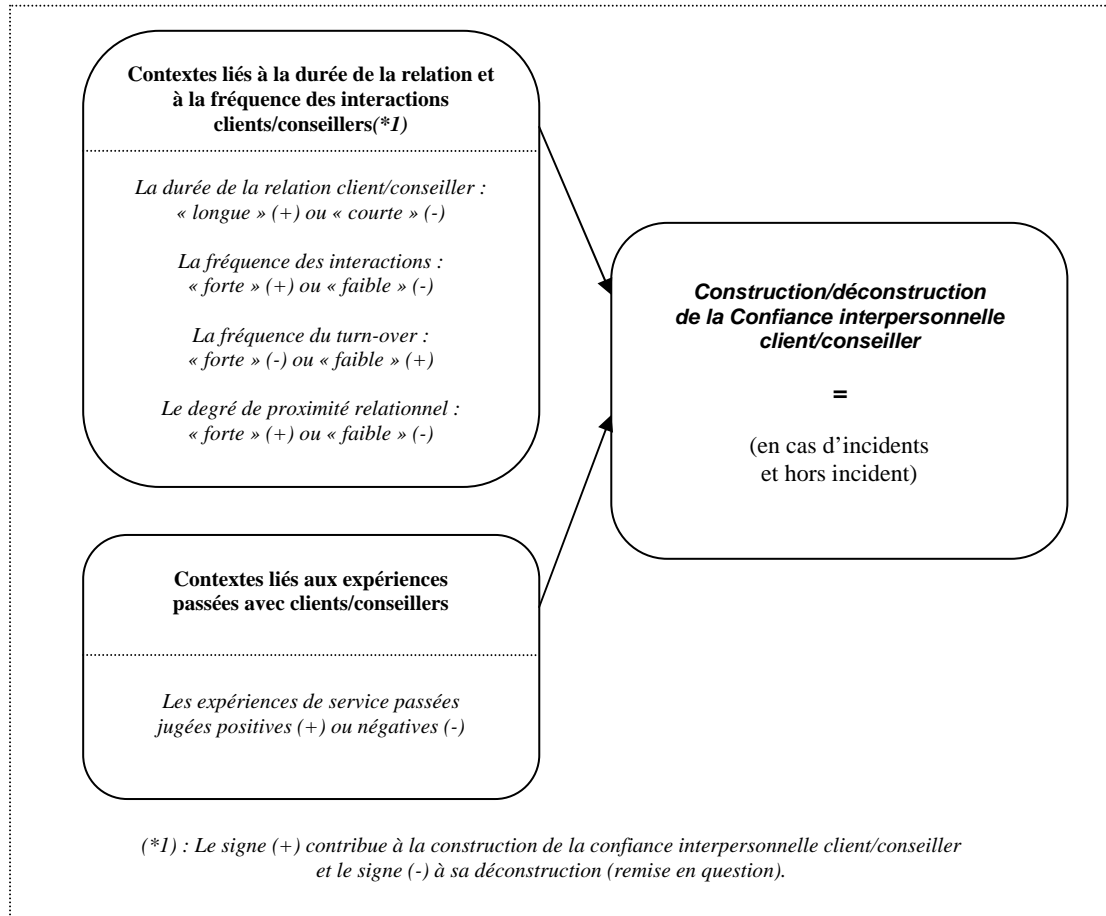 Contextes liés à la durée de la relation et
à la fréquence des interactions
clients/conseillers(*1)
La durée de la relation client/conseiller :
« longue » (+) ou « courte » (-)
La fréquence des interactions :
« forte » (+) ou « faible » (-)
La fréquence du turn-over :
« forte » (-) ou « faible » (+)
Le degré de proximité relationnel :
« forte » (+) ou « faible » (-)
Construction/déconstruction
de la Confiance interpersonnelle
client/conseiller
=
(en cas d’incidents
et hors incident)
Contextes liés aux expériences
passées avec clients/conseillers
Les expériences de service passées
jugées positives (+) ou négatives (-)
(*1) : Le signe (+) contribue à la construction de la confiance interpersonnelle client/conseiller
et le signe (-) à sa déconstruction (remise en question).